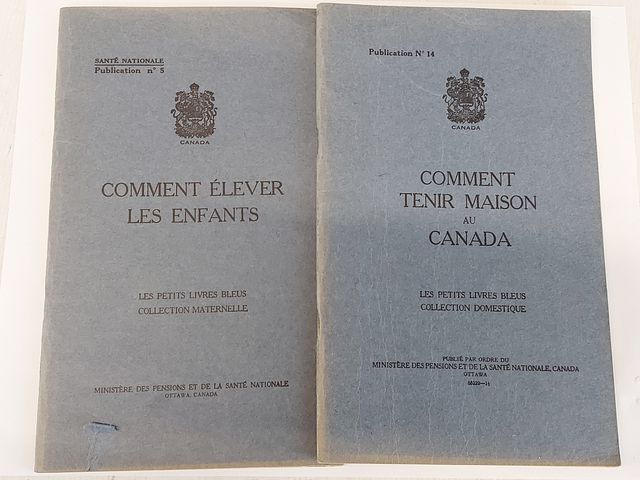 SANTÉ NATIONALE
Publication n° 5
CANADA
COMMENT ÉLEVER
LES ENFANTS
LES PETITS LIVRES BLEUS
COLLECTION MATERNELLE
MINISTÈRE DES PENSIONS ET DE LA SANTÉ NATIONALE
OTTAWA, CANADA
Publication N° 14
CANADA
COMMENT
TENIR MAISON
AU
CANADA
LES PETITS LIVRES BLEUS
COLLECTION DOMESTIQUE
PUBLIÉ PAR ORDRE DU
MINISTÈRE DES PENSIONS ET DE LA SANTÉ NATIONALE, CANADA
OTTAWA